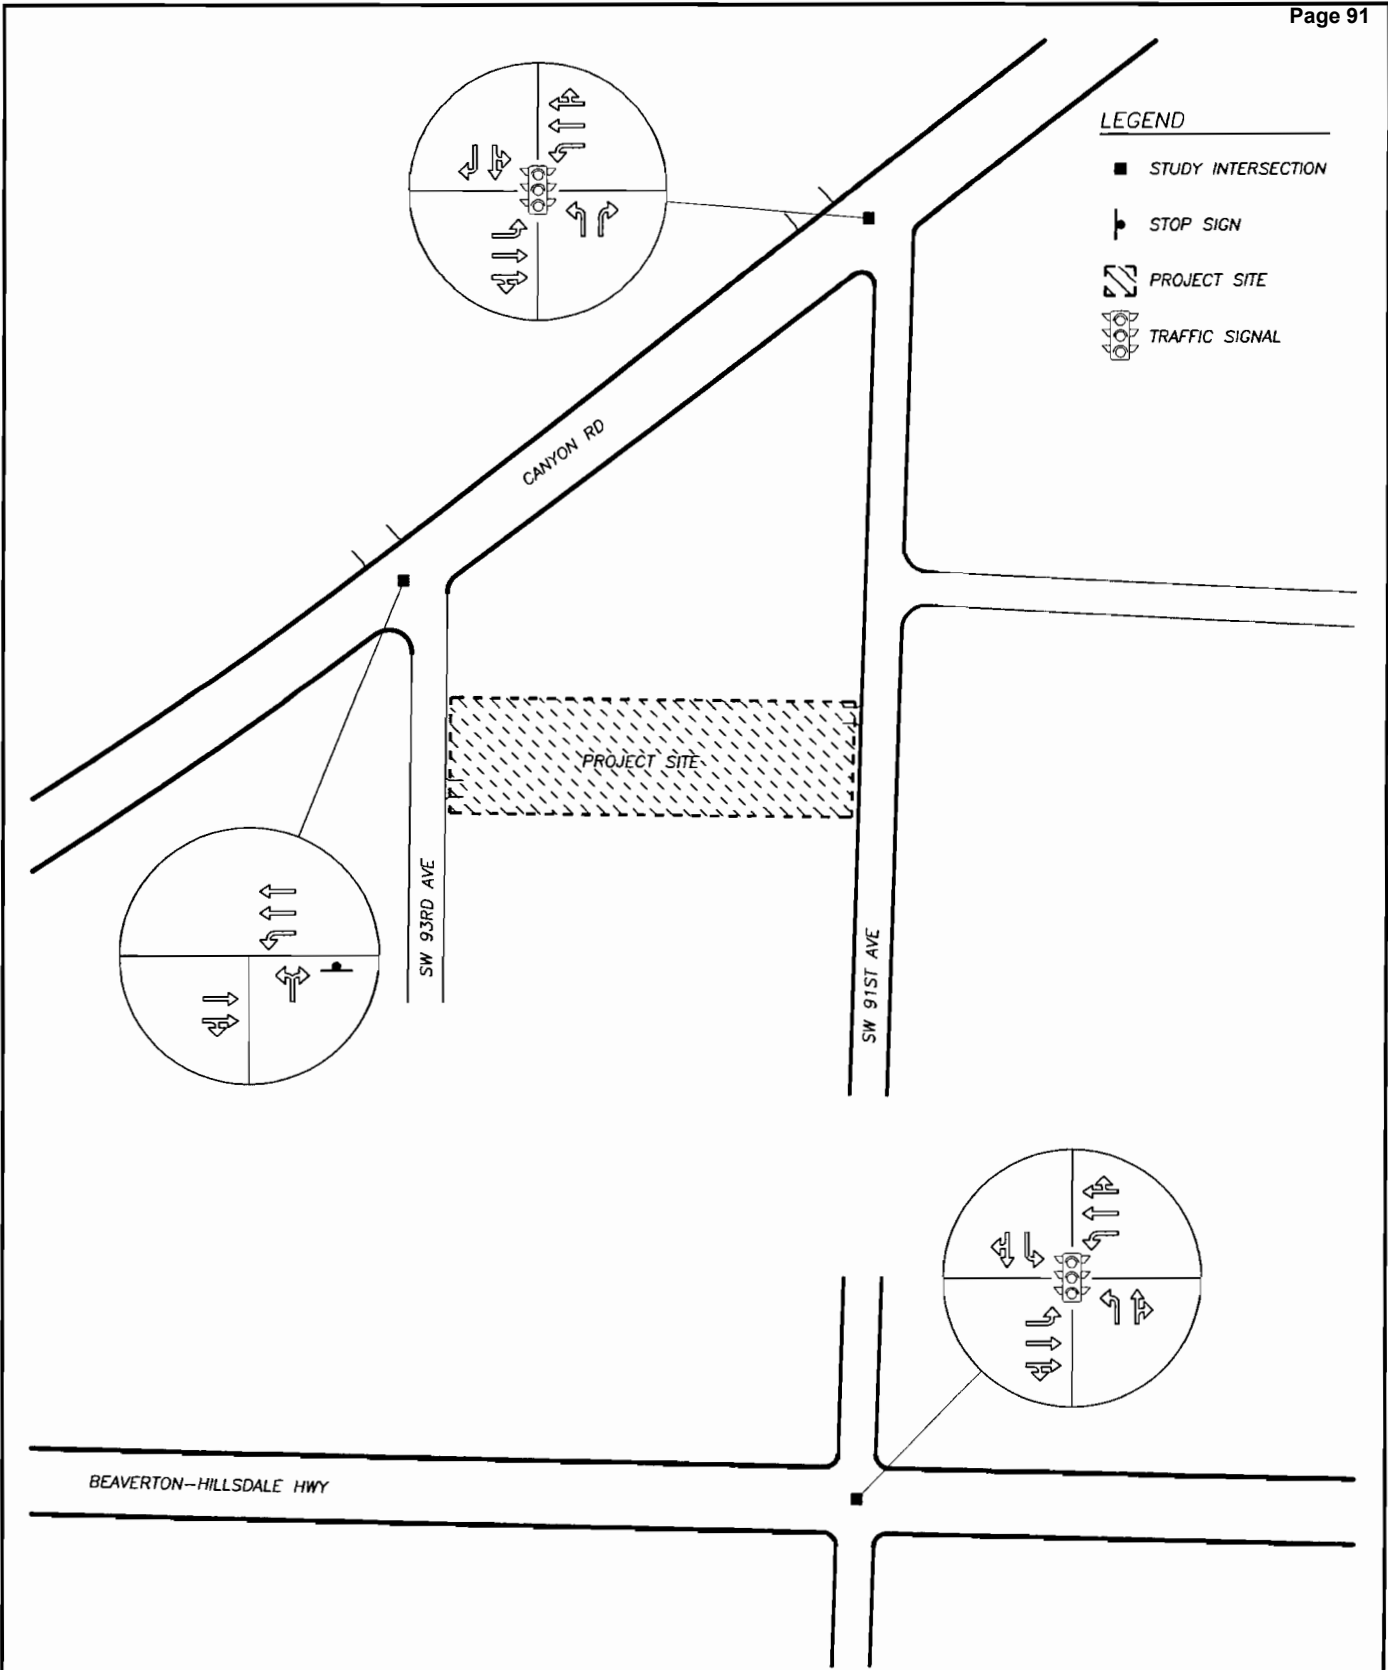 Page 91
LEGEND
STUDY INTERSECTION
STOP SIGN
PROJECT SITE
TRAFFIC SIGNAL
CANYON RD
PROJECT SITE
SW 93RD AVE
SW 91ST AVE
BEAVERTON-HILLSDALE HWY